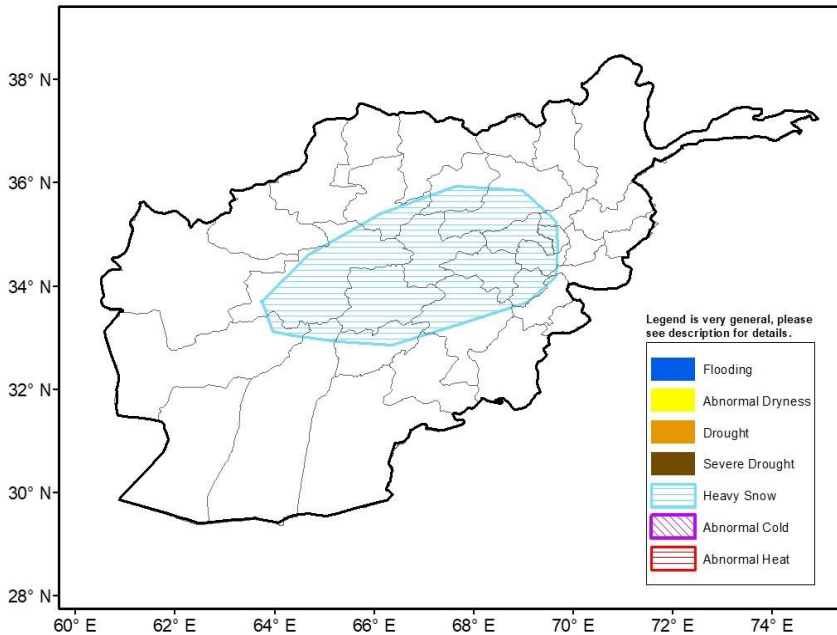 38° N
36° N
34° N
32° N
30° N
28° N
60° E 62° E 64° E 66° E 68° E 70° E 72° E 74° E
Legend is very general, please
see description for details.
Flooding
Abnormal Dryness
Drought
Severe Drought
Heavy Snow
Abnormal Cold
Abnormal Heat